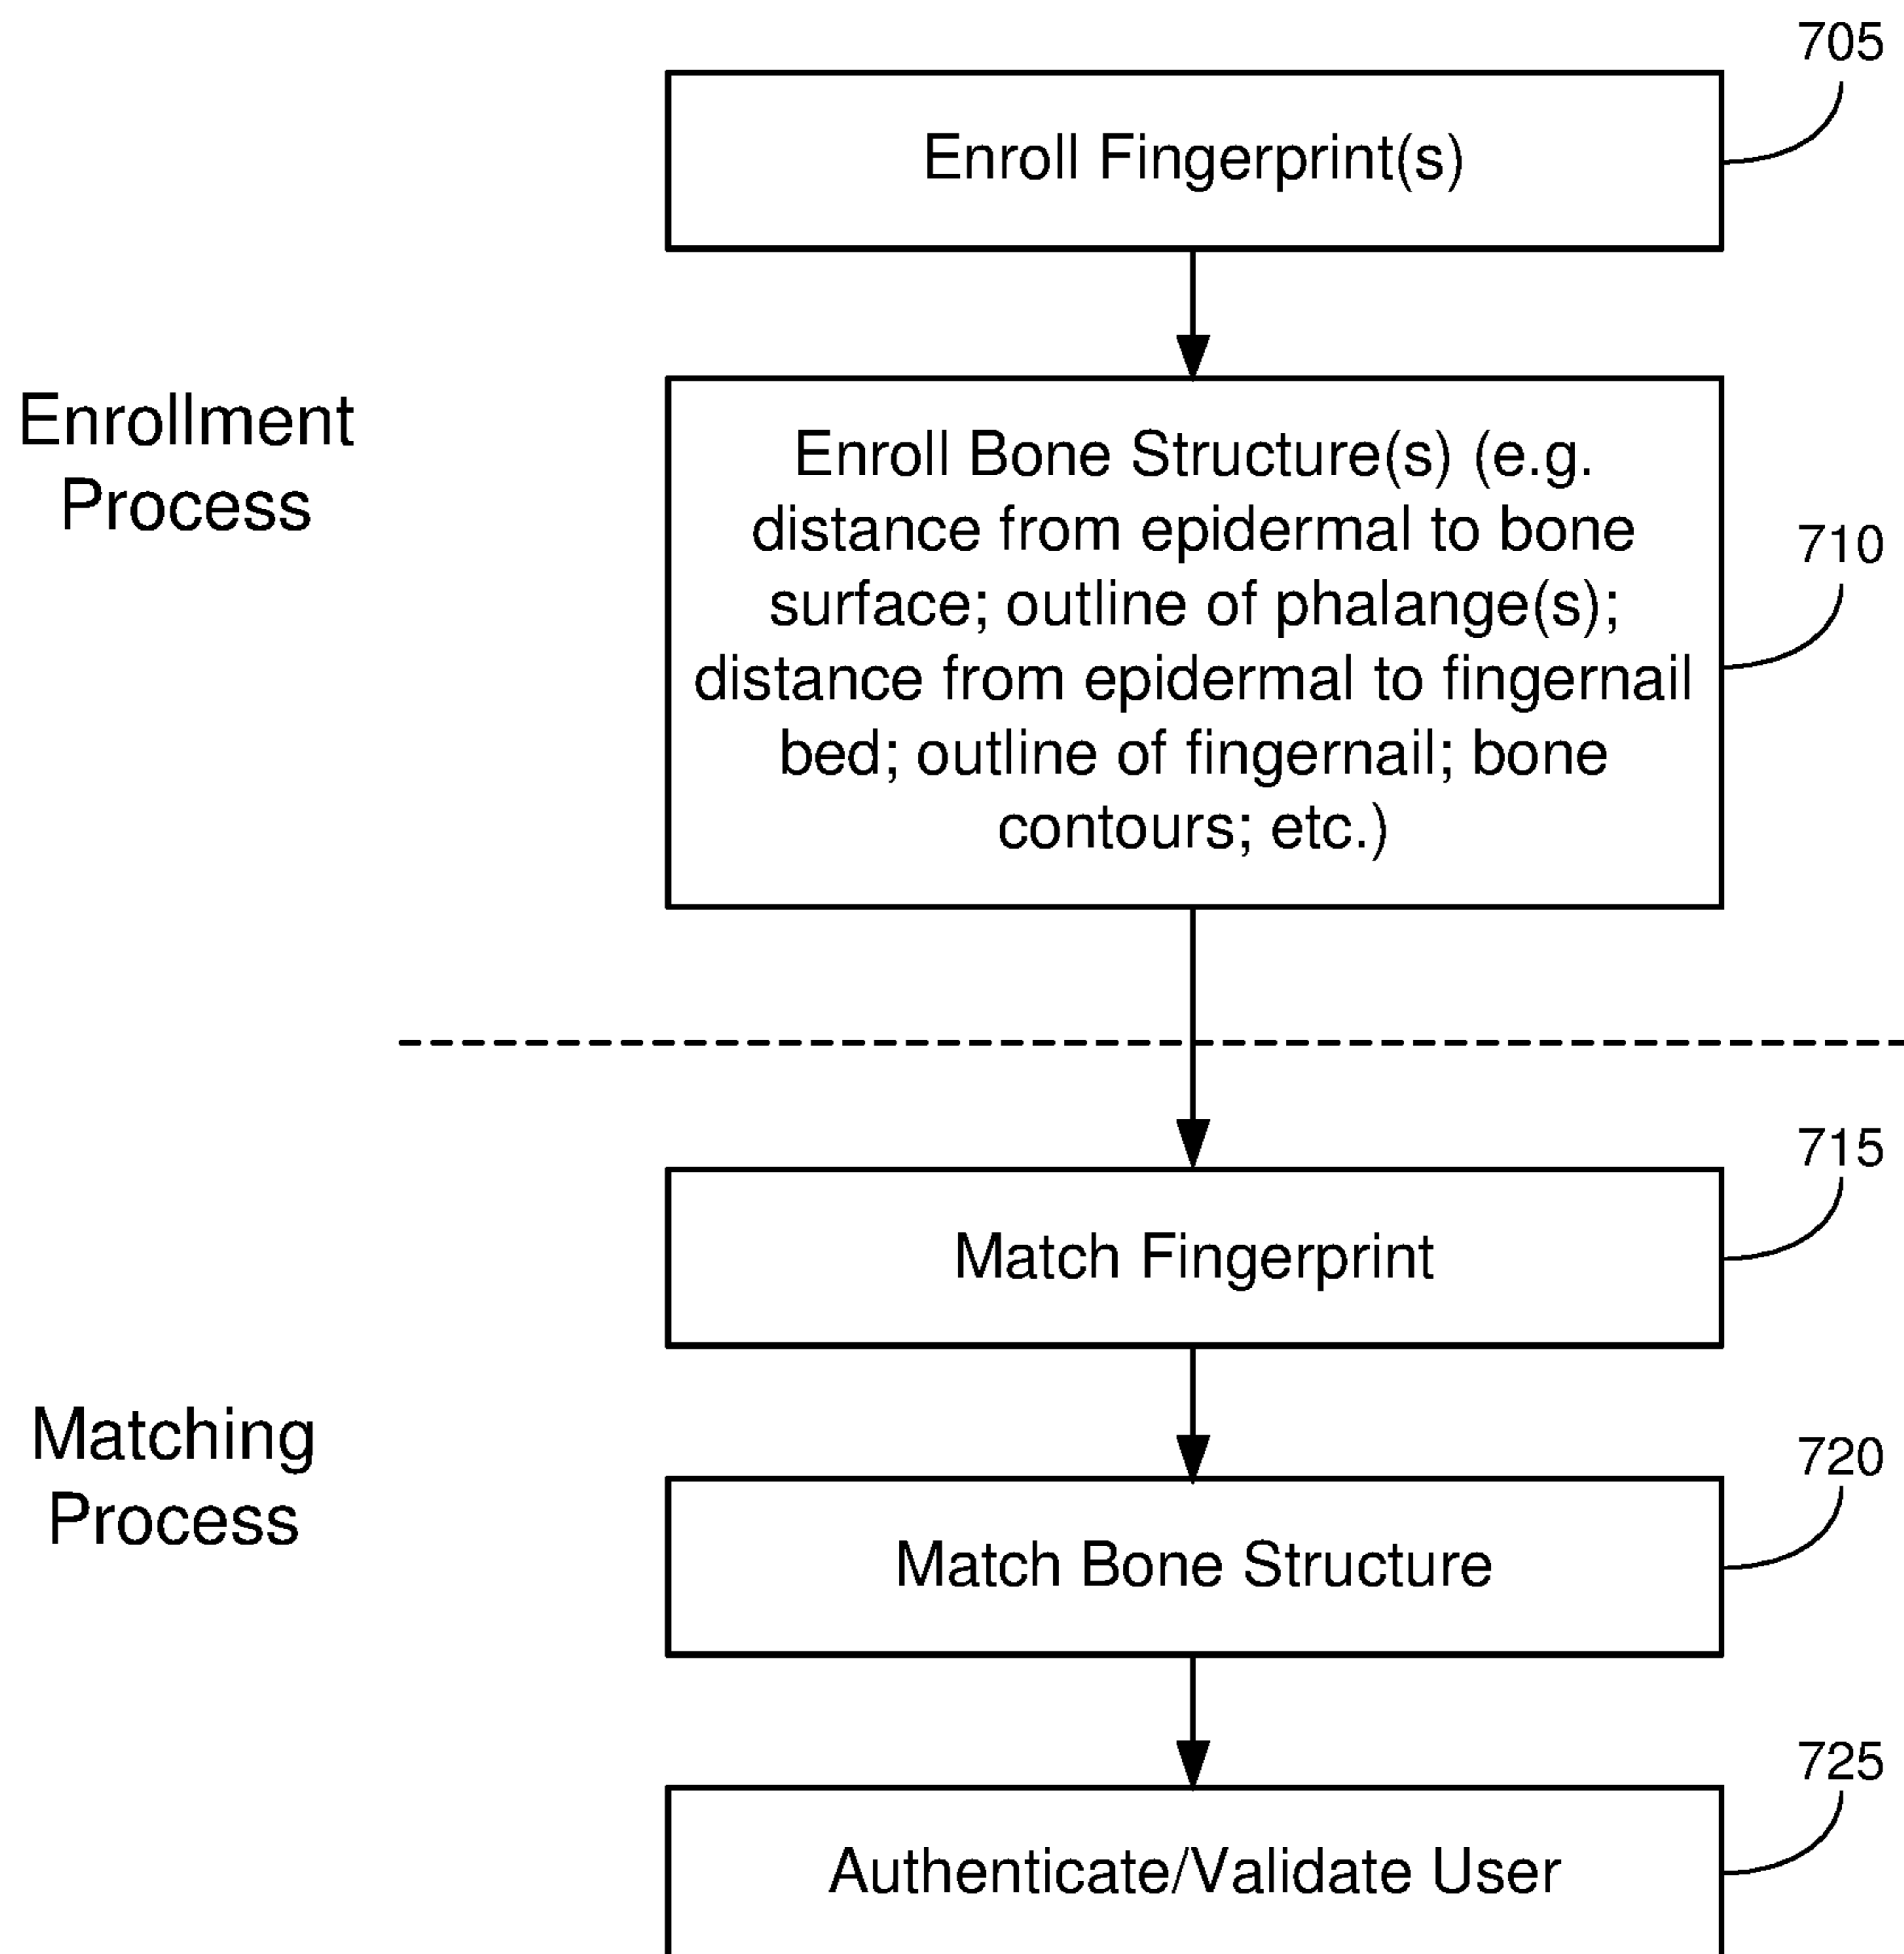 705
Enroll Fingerprint(s)
Enrollment
Process
Enroll Bone Structure(s) (e.g.
distance from epidermal to bone
surface; outline of phalange(s);
distance from epidermal to fingernail
bed; outline of fingernail; bone
contours; etc.)
710
715
Match Fingerprint
Matching
Process
720
Match Bone Structure
725
Authenticate/Validate User